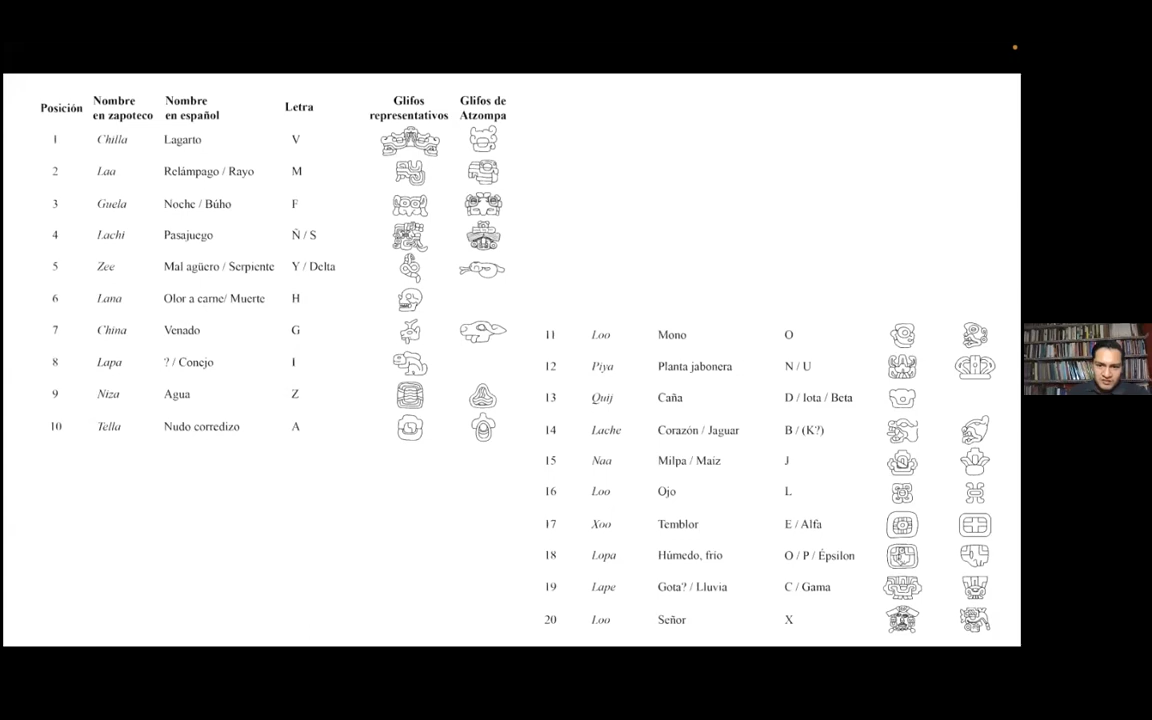 Posición Nombre en zapoteco Nombre en español Letra Glifos representativos Glifos de Atzompa
1 Chilla Lagarto V
2 Laa Relámpago / Rayo M
3 Guela Noche / Búho F
4 Lachi Pasajuego Ñ / S
5 Zee Mal agüero / Serpiente Y / Delta
6 Lana Olor a carne/ Muerte H
7 China Venado G
8 Lapa ? / Conejo I
9 Niza Agua Z
10 Tella Nudo corredizo A
11 Loo Mono O
12 Piya Planta jabonera N / U
13 Quij Caña D / Iota / Beta
14 Lache Corazón / Jaguar B / (K?)
15 Naa Milpa / Maíz J
16 Loo Ojo L
17 Xoo Temblor E / Alfa
18 Lopa Húmedo, frío O / P / Épsilon
19 Lape Gota? / Lluvia C / Gama
20 Loo Señor X